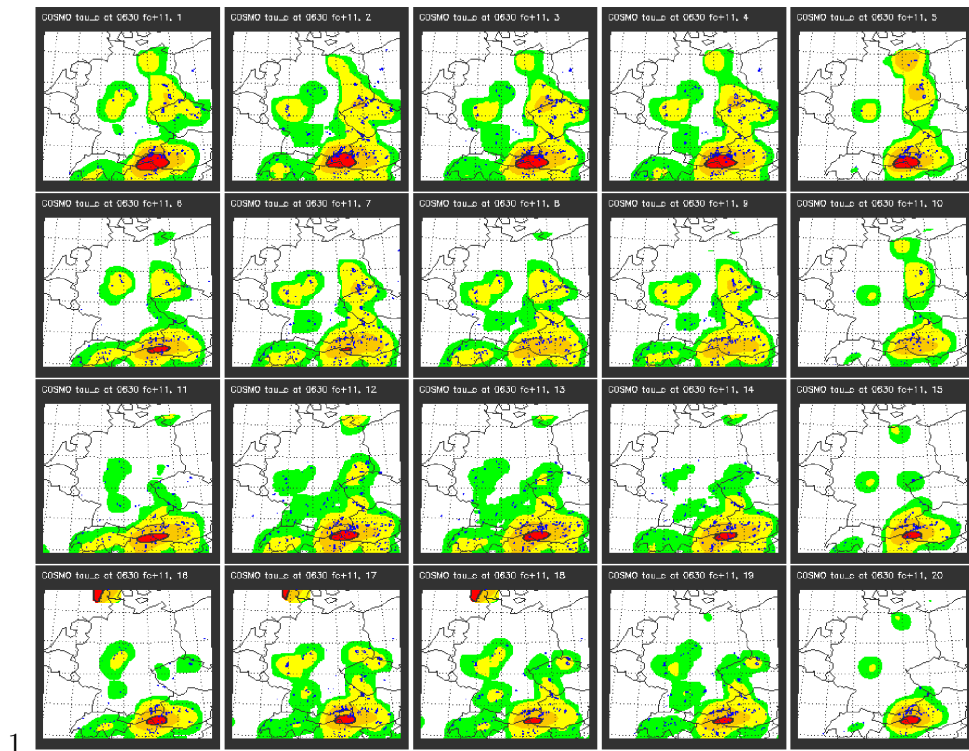 COSMO tau_c at 0630 fc+11, 1
COSMO tau_c at 0630 fc+11, 2
COSMO tau_c at 0630 fc+11, 3
COSMO tau_c at 0630 fc+11, 4
COSMO tau_c at 0630 fc+11, 5
COSMO tau_c at 0630 fc+11, 6
COSMO tau_c at 0630 fc+11, 7
COSMO tau_c at 0630 fc+11, 8
COSMO tau_c at 0630 fc+11, 9
COSMO tau_c at 0630 fc+11, 10
COSMO tau_c at 0630 fc+11, 11
COSMO tau_c at 0630 fc+11, 12
COSMO tau_c at 0630 fc+11, 13
COSMO tau_c at 0630 fc+11, 14
COSMO tau_c at 0630 fc+11, 15
COSMO tau_c at 0630 fc+11, 16
COSMO tau_c at 0630 fc+11, 17
COSMO tau_c at 0630 fc+11, 18
COSMO tau_c at 0630 fc+11, 19
COSMO tau_c at 0630 fc+11, 20
1